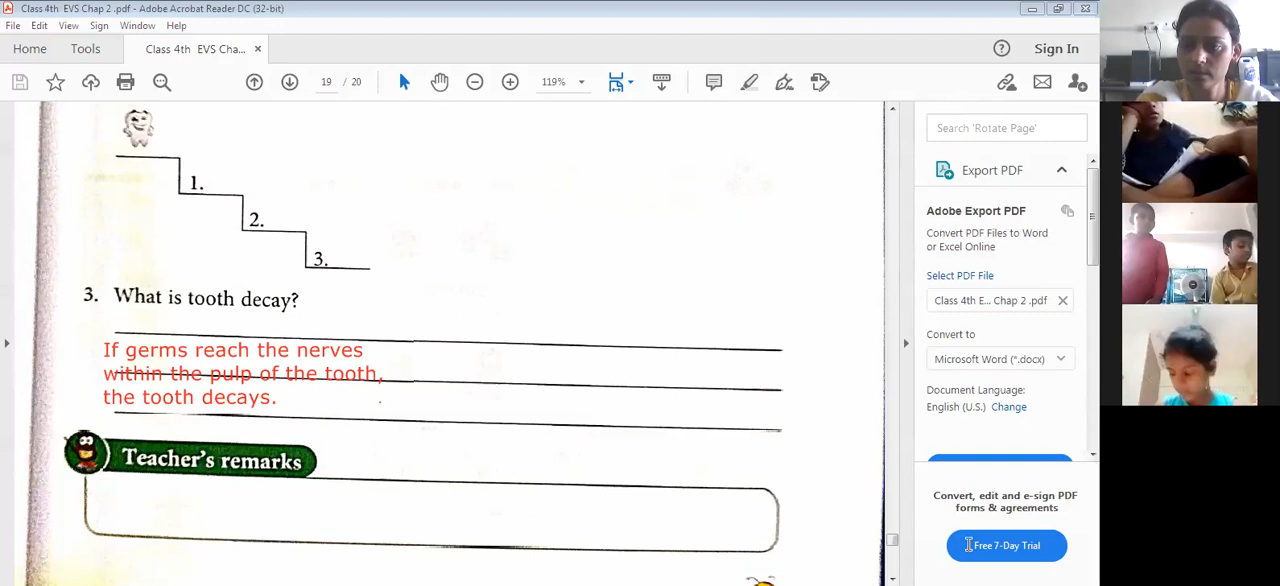 Class 4th EVS Chap 2 .pdf - Adobe Acrobat Reader DC (32-bit)
File Edit View Sign Window Help
Home Tools Class 4th EVS Cha... × Sign In
19 / 20 119%
1.
2.
3.
3. What is tooth decay?
If germs reach the nerves
within the pulp of the tooth,
the tooth decays.
Teacher's remarks
Search 'Rotate Page'
Export PDF
Adobe Export PDF
Convert PDF Files to Word
or Excel Online
Select PDF File
Class 4th E... Chap 2 .pdf
Convert to
Microsoft Word (*.docx)
Document Language:
English (U.S.) Change
Convert, edit and e-sign PDF
forms & agreements
Free 7-Day Trial